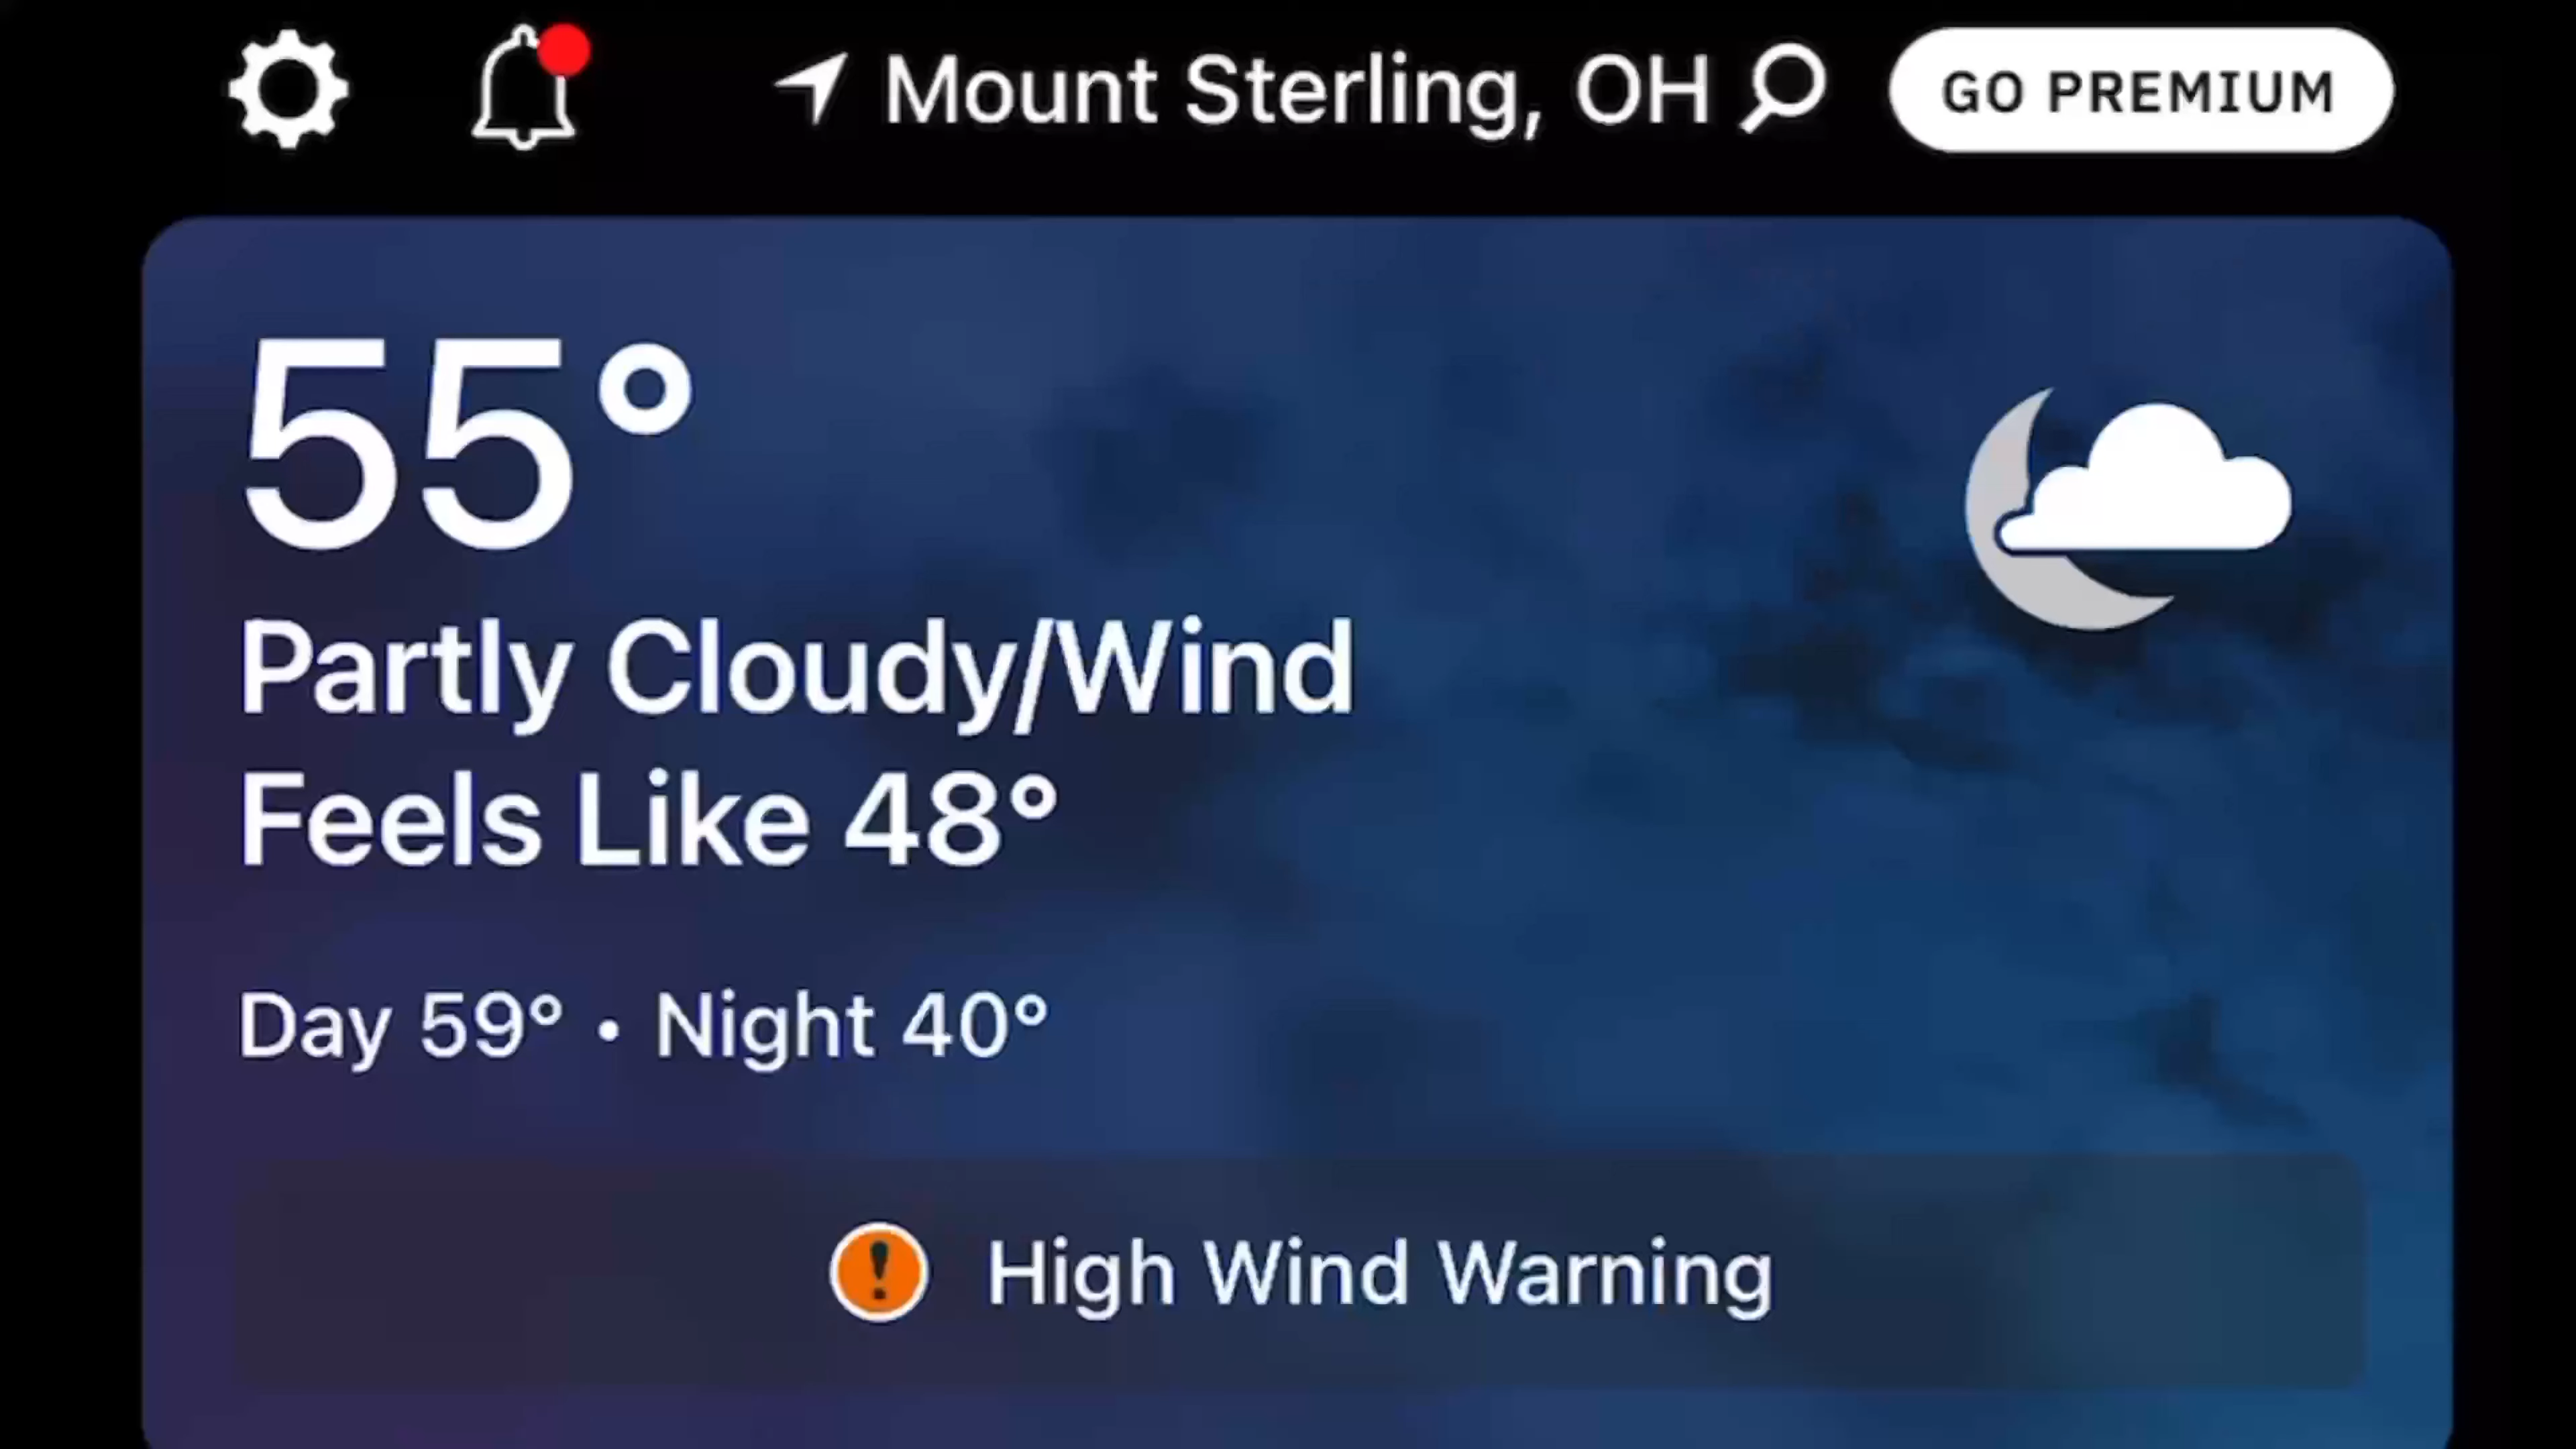 Mount Sterling, OH
GO PREMIUM
55°
Partly Cloudy/Wind
Feels Like 48°
Day 59° • Night 40°
High Wind Warning